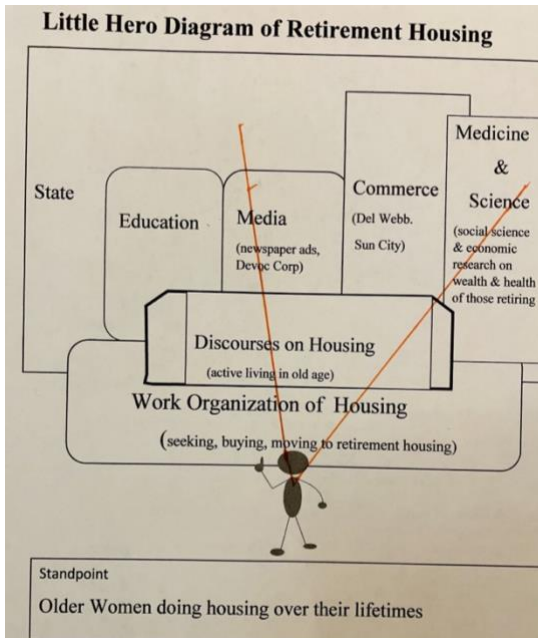 Little Hero Diagram of Retirement Housing
State
Education
Media
(newspaper ads,
Devoc Corp)
Commerce
(Del Webb.
Sun City)
Medicine
&
Science
(social science
& economic
research on
wealth & health
of those retiring
Discourses on Housing
(active living in old age)
Work Organization of Housing
(seeking, buying, moving to retirement housing)
Standpoint
Older Women doing housing over their lifetimes